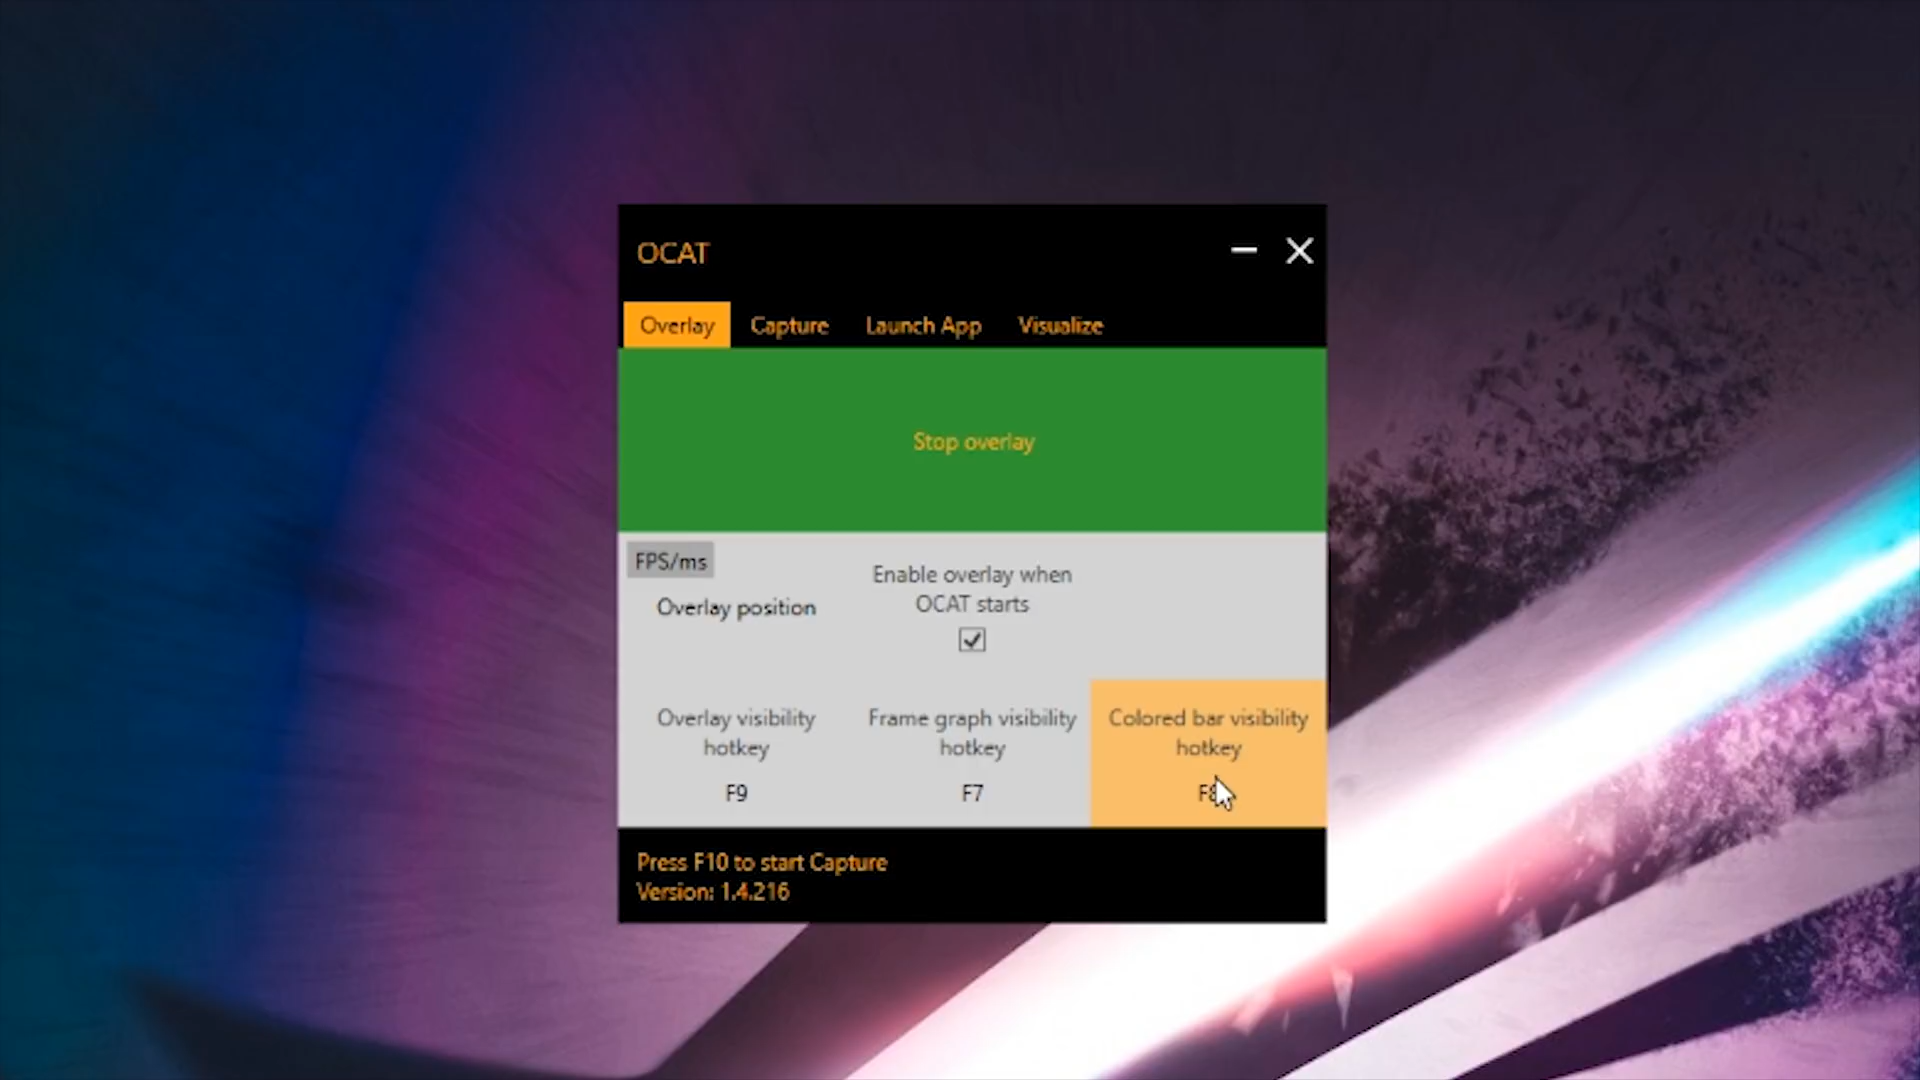 OCAT
Overlay Capture Launch App Visualize
Stop overlay
FPS/ms
Overlay position
Enable overlay when
OCAT starts
Overlay visibility
hotkey
F9
Frame graph visibility
hotkey
F7
Colored bar visibility
hotkey
F8
Press F10 to start Capture
Version: 1.4.216